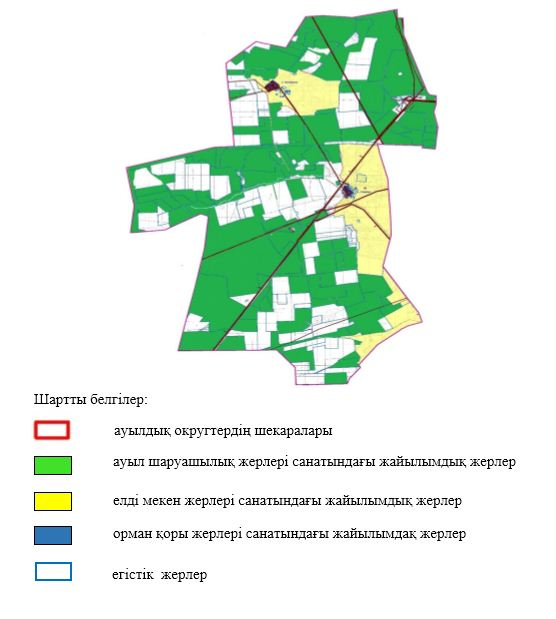 Шартты белгілер:
ауылдық округтердің шекаралары
ауыл шаруашылық жерлері санатындағы жайылымдық жерлер
елді мекен жерлері санатындағы жайылымдық жерлер
орман қоры жерлері санатындағы жайылымдақ жерлер
егістік жерлер